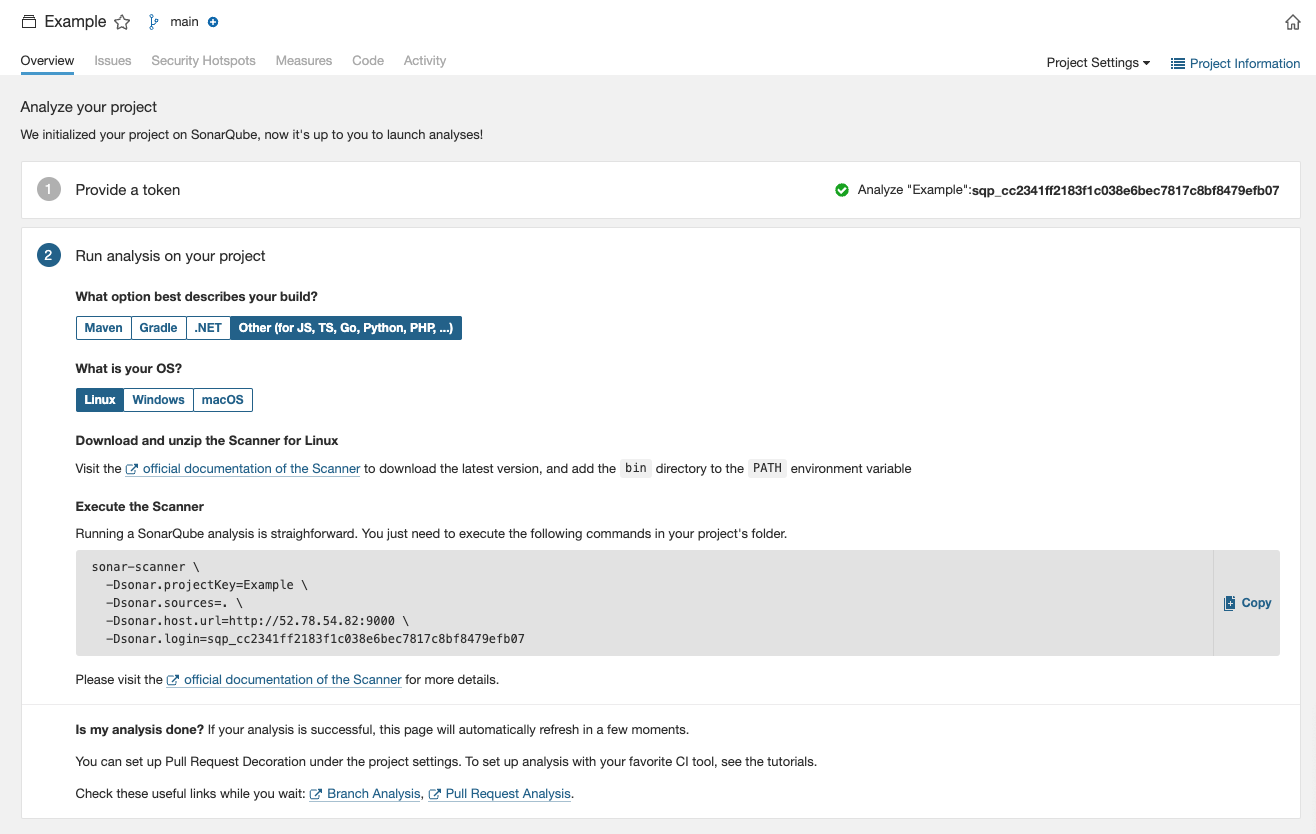 Example main
Overview Issues Security Hotspots Measures Code Activity Project Settings Project Information
Analyze your project
We initialized your project on SonarQube, now it's up to you to launch analyses!
1 Provide a token Analyze "Example":sqp_cc2341ff2183f1c038e6bec7817c8bf8479efb07
2 Run analysis on your project
What option best describes your build?
Maven Gradle .NET Other (for JS, TS, Go, Python, PHP, ...)
What is your OS?
Linux Windows macOS
Download and unzip the Scanner for Linux
Visit the official documentation of the Scanner to download the latest version, and add the bin directory to the PATH environment variable
Execute the Scanner
Running a SonarQube analysis is straighforward. You just need to execute the following commands in your project's folder.
sonar-scanner \
-Dsonar.projectKey=Example \
-Dsonar.sources=. \
-Dsonar.host.url=http://52.78.54.82:9000 \
-Dsonar.login=sqp_cc2341ff2183f1c038e6bec7817c8bf8479efb07
Copy
Please visit the official documentation of the Scanner for more details.
Is my analysis done? If your analysis is successful, this page will automatically refresh in a few moments.
You can set up Pull Request Decoration under the project settings. To set up analysis with your favorite CI tool, see the tutorials.
Check these useful links while you wait: Branch Analysis, Pull Request Analysis.